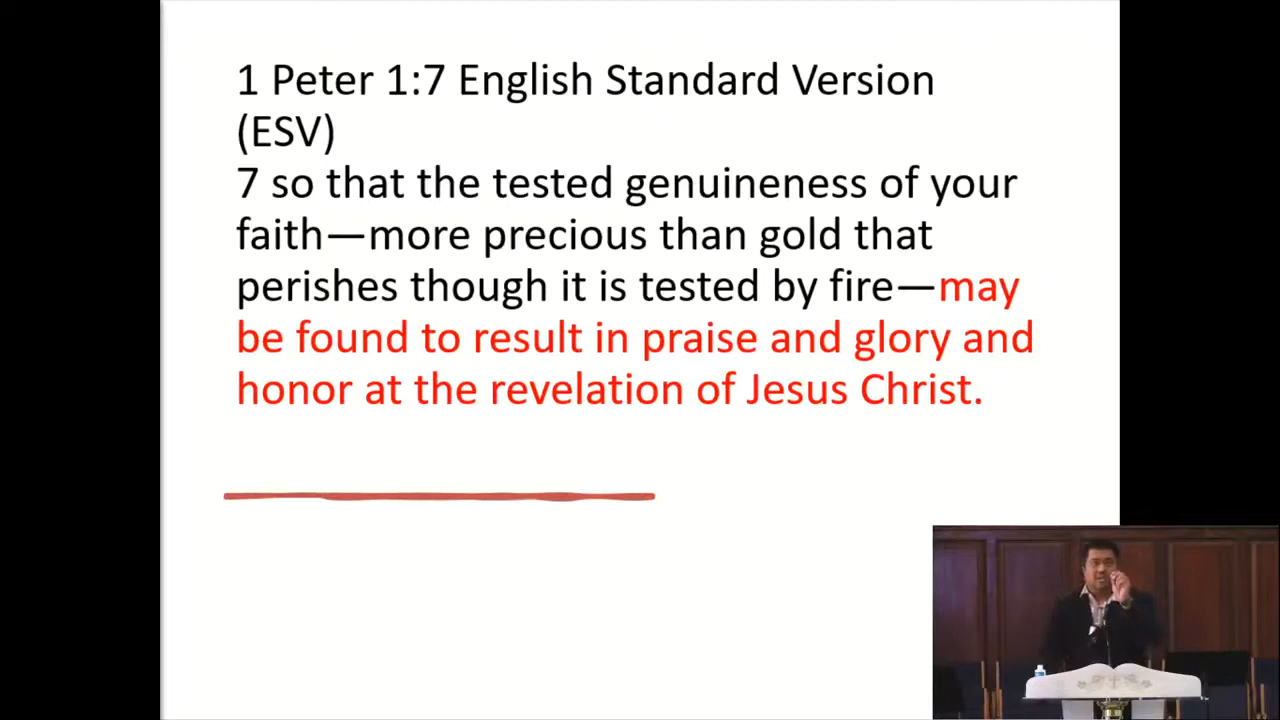 1 Peter 1:7 English Standard Version
(ESV)
7 so that the tested genuineness of your
faith—more precious than gold that
perishes though it is tested by fire—may
be found to result in praise and glory and
honor at the revelation of Jesus Christ.